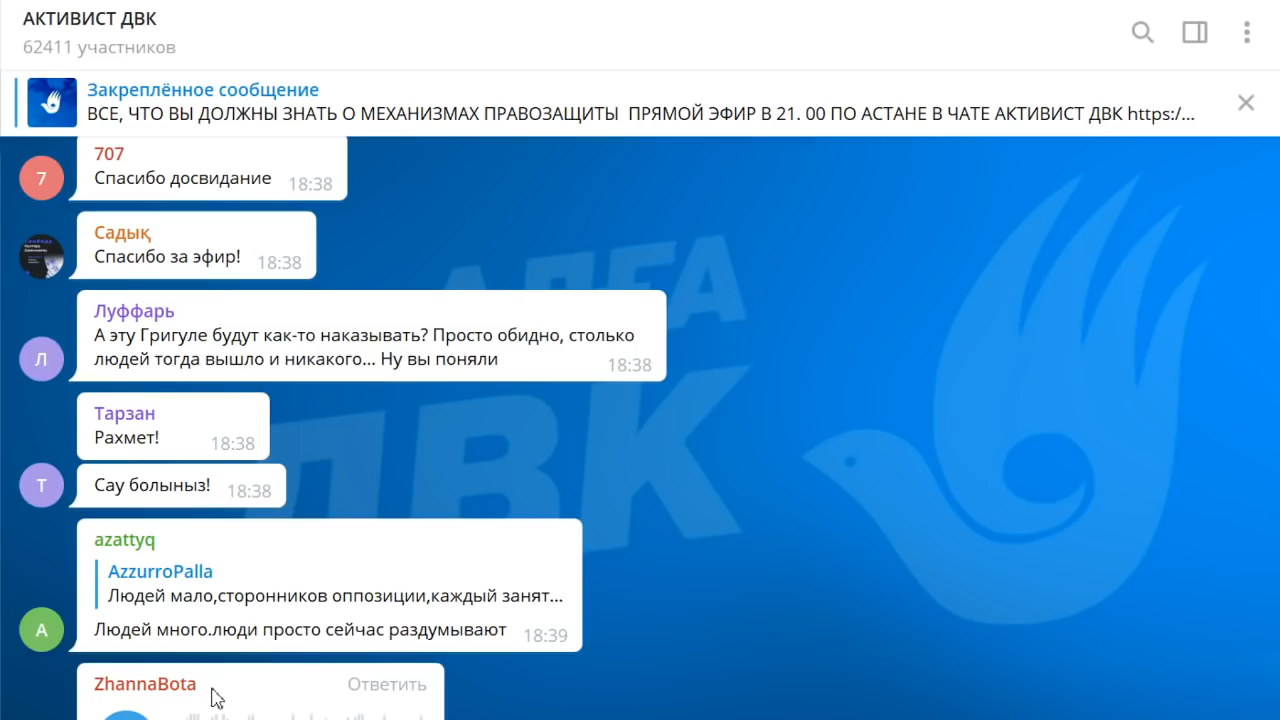 АКТИВИСТ ДВК
62411 участников
Закреплённое сообщение
ВСЕ, ЧТО ВЫ ДОЛЖНЫ ЗНАТЬ О МЕХАНИЗМАХ ПРАВОЗАЩИТЫ ПРЯМОЙ ЭФИР В 21. 00 ПО АСТАНЕ В ЧАТЕ АКТИВИСТ ДВК https:/...
707
7
Спасибо досвидание 18:38
Садық
Спасибо за эфир! 18:38
АЛҒА
ДВК
Луффарь
А эту Григуле будут как-то наказывать? Просто обидно, столько
Л
людей тогда вышло и никакого... Ну вы поняли 18:38
Тарзан
Рахмет! 18:38
Т
Сау болыныз! 18:38
azattyq
AzzurroPalla
Людей мало,сторонников оппозиции,каждый занят...
А
Людей много.люди просто сейчас раздумывают 18:39
ZhannaBota Ответить